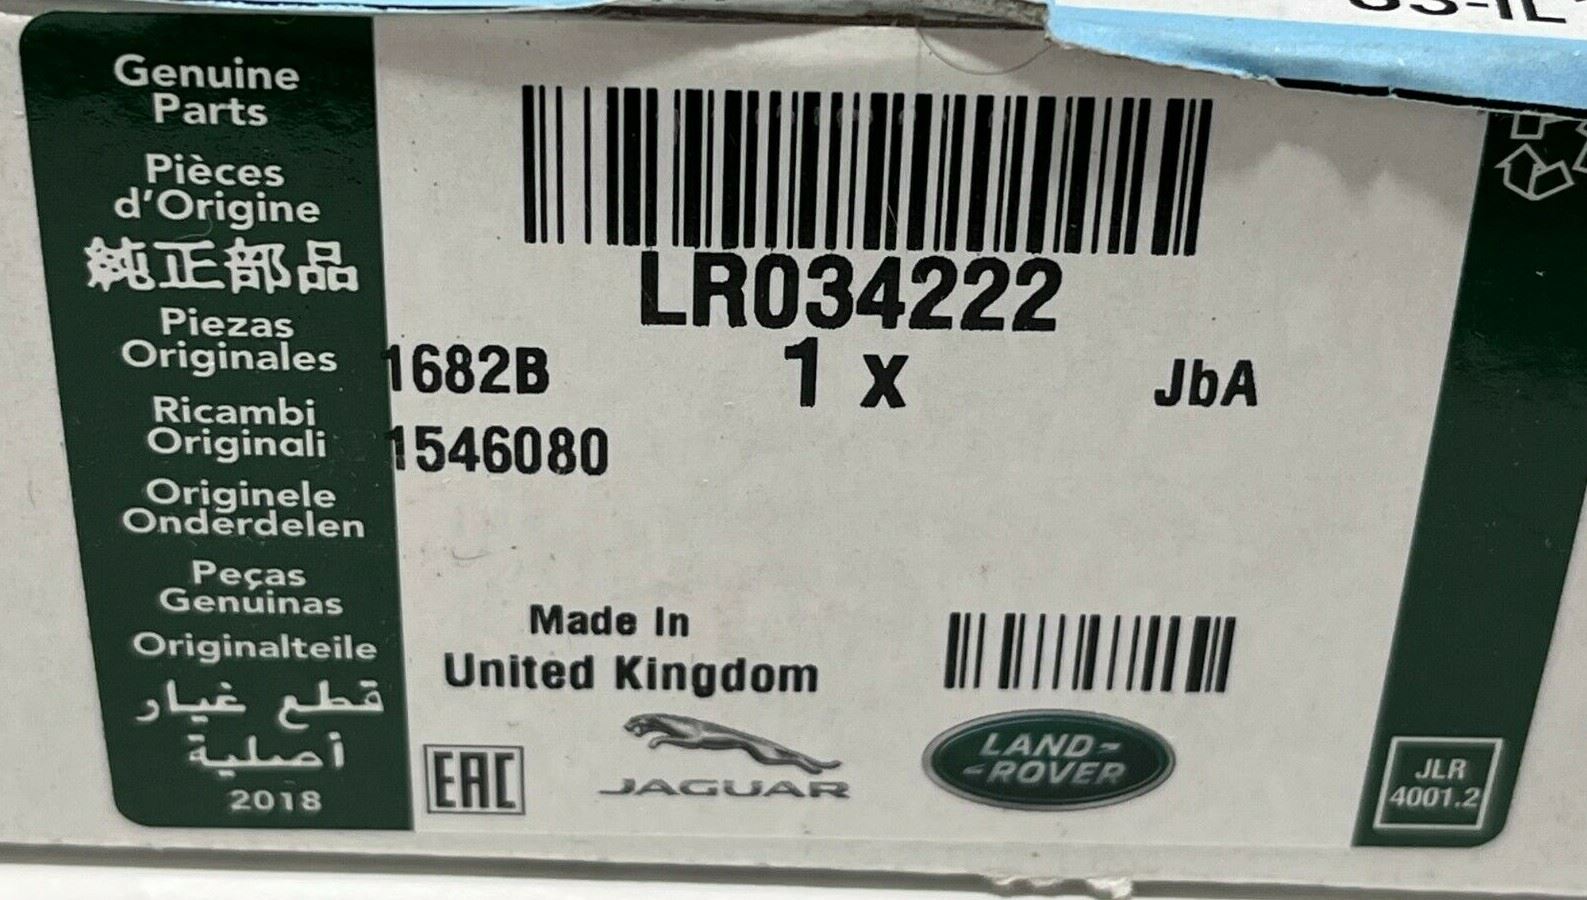 Genuine
Parts
Pièces
d'Origine
純正部品
Piezas
Originales
Ricambi
Originali
Originele
Onderdelen
Peças
Genuinas
Originalteile
قطع غيار
أصلية
2018
LR034222
1682B
1 x
JbA
1546080
Made In
United Kingdom
EAC
JAGUAR
LAND-
-ROVER
JLR
4001.2